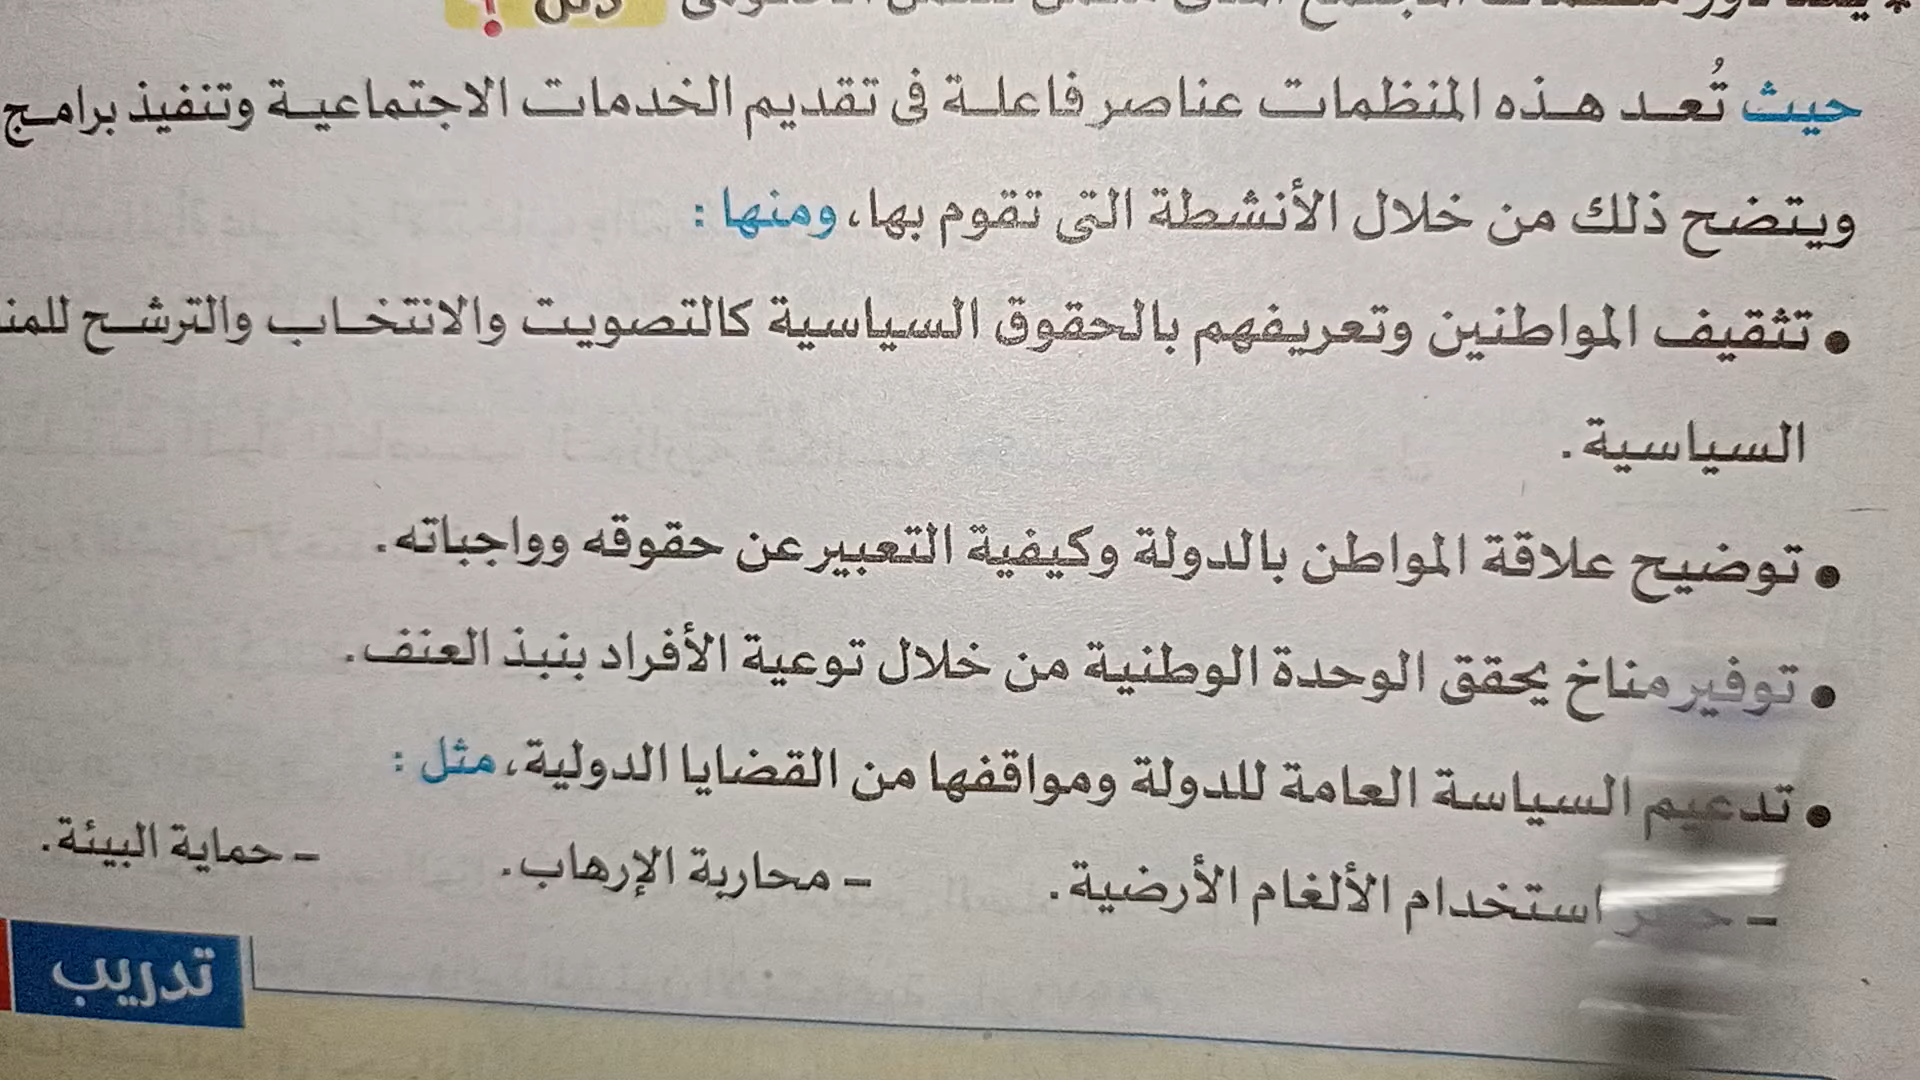 حيث تُعد هذه المنظمات عناصر فاعلة فى تقديم الخدمات الاجتماعية وتنفيذ برامج
ويتضح ذلك من خلال الأنشطة التى تقوم بها، ومنها :
• تثقيف المواطنين وتعريفهم بالحقوق السياسية كالتصويت والانتخاب والترشح
السياسية.
• توضيح علاقة المواطن بالدولة وكيفية التعبير عن حقوقه وواجباته.
• توفير مناخ يحقق الوحدة الوطنية من خلال توعية الأفراد بنبذ العنف.
• تدعيم السياسة العامة للدولة ومواقفها من القضايا الدولية، مثل :
- استخدام الألغام الأرضية. - محاربة الإرهاب. - حماية البيئة.
تدريب